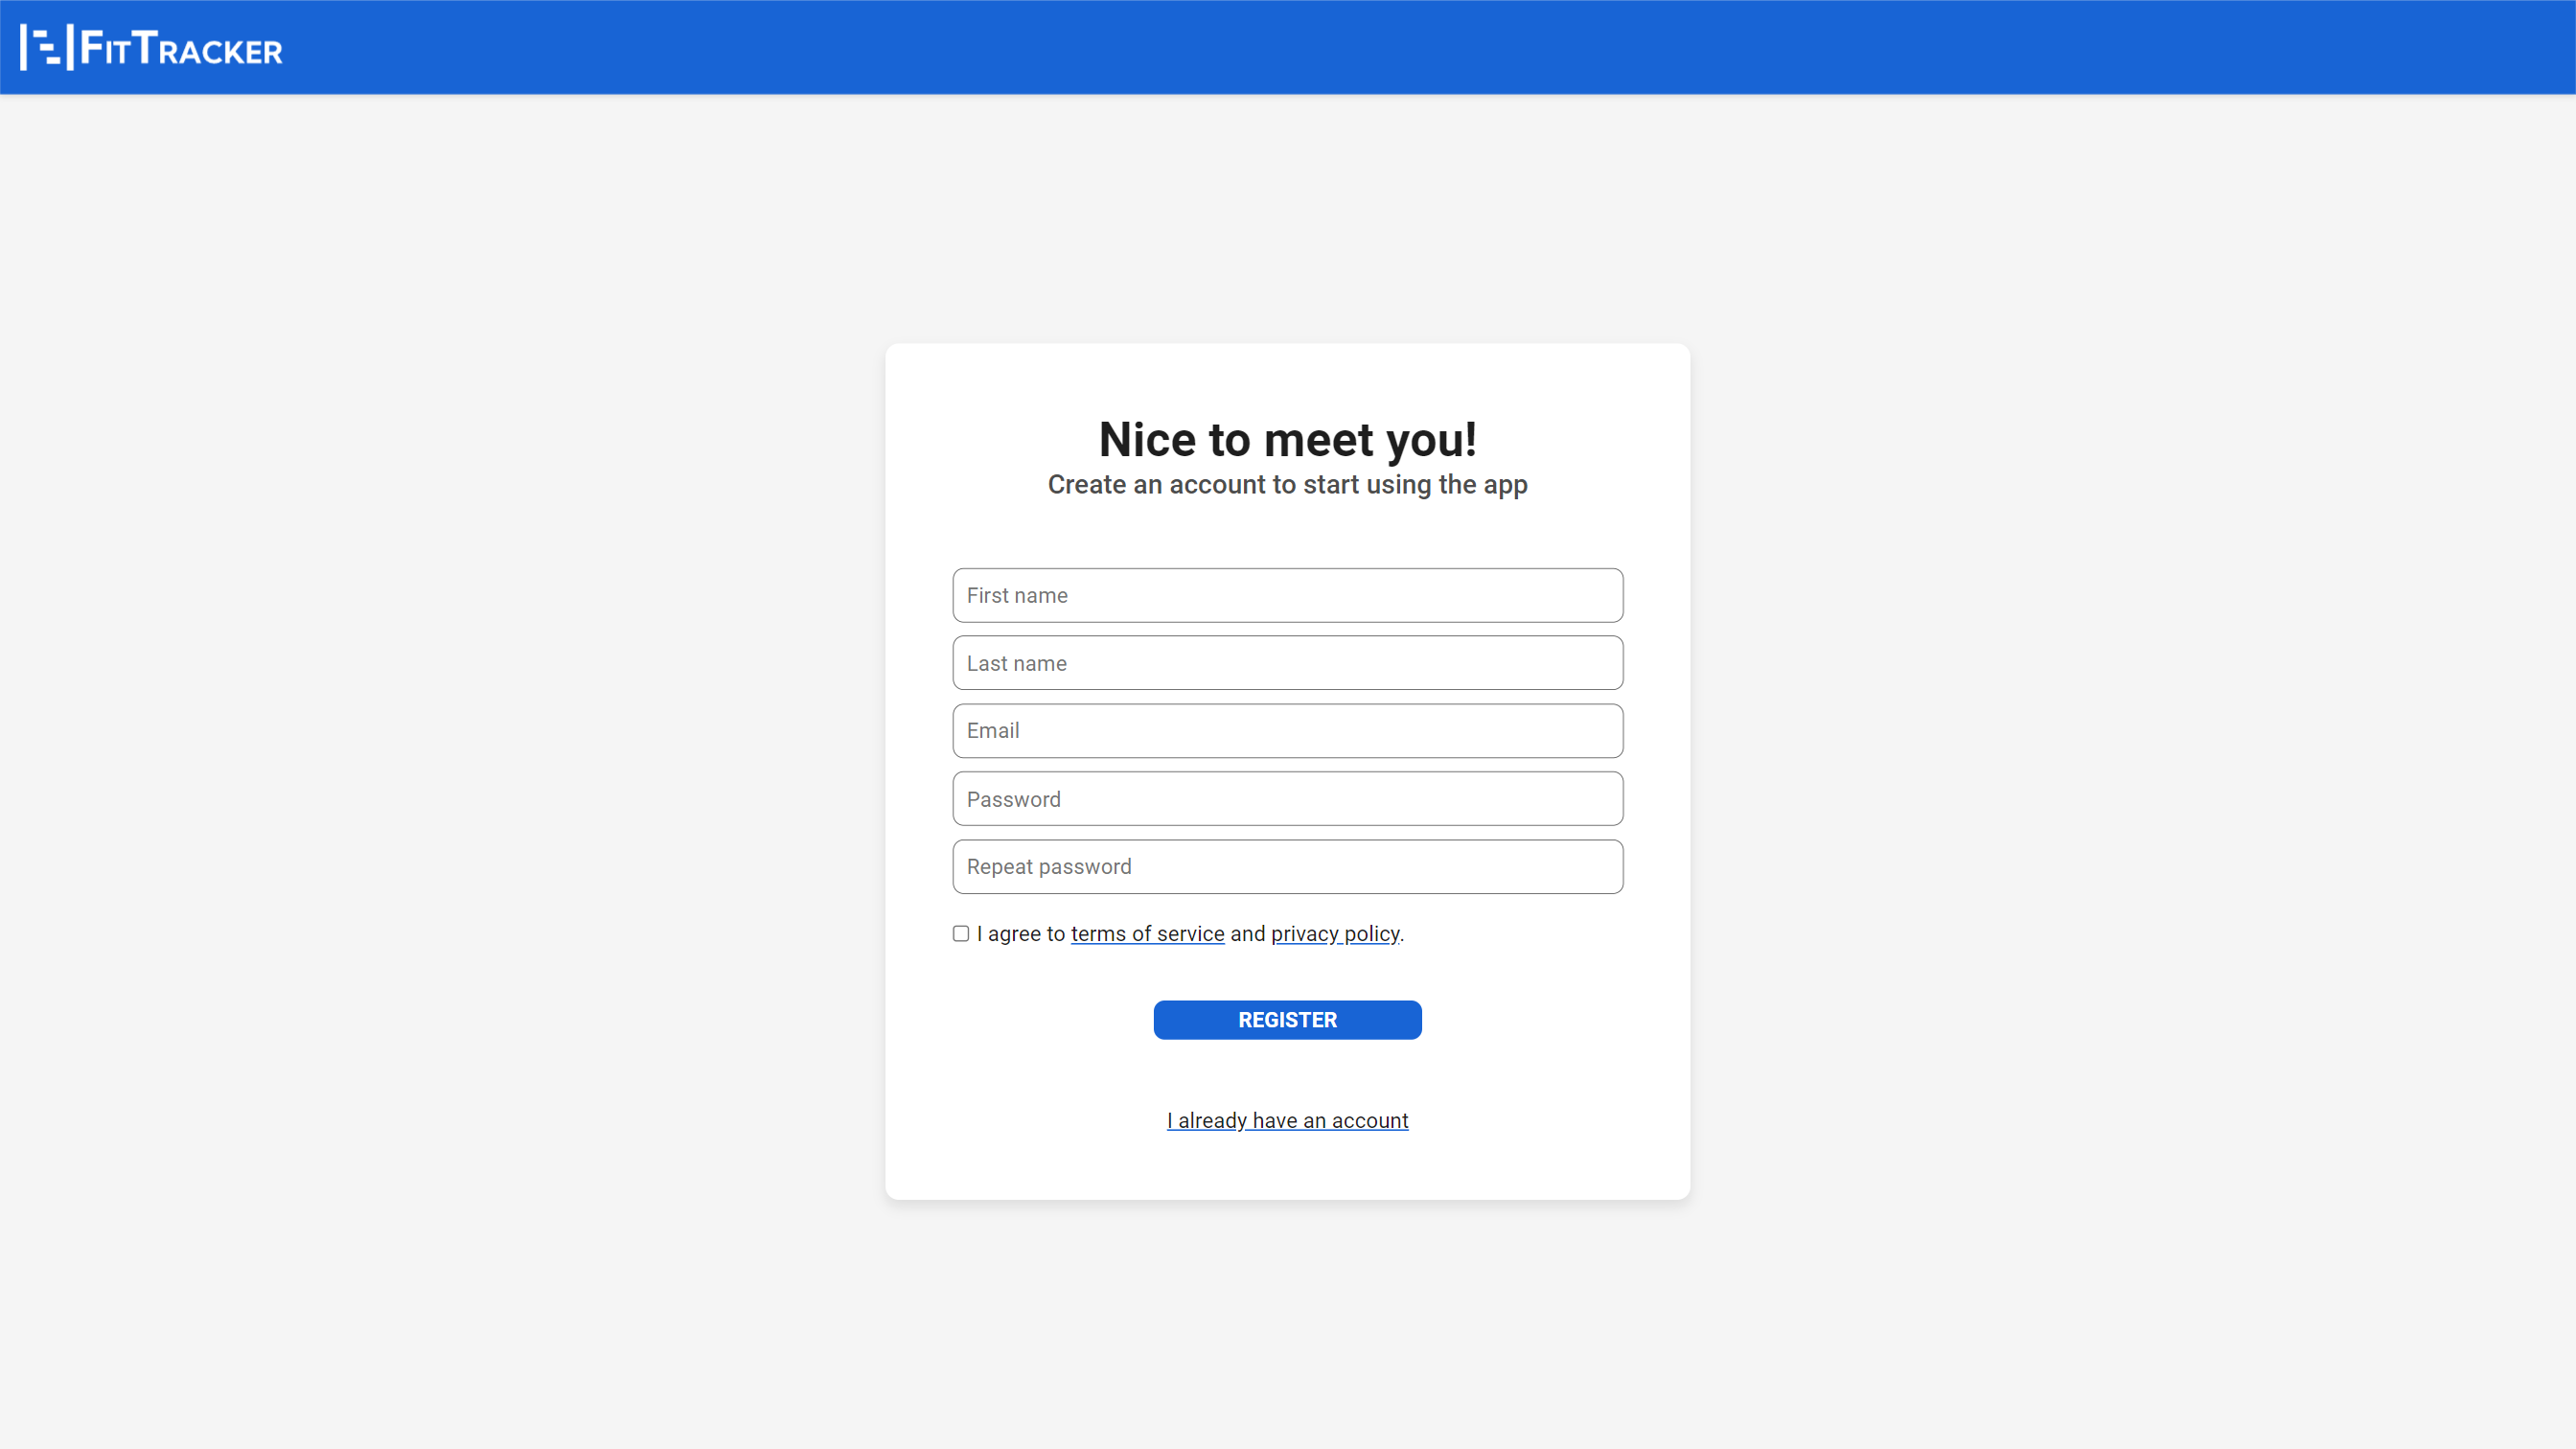 FITTRACKER
Nice to meet you!
Create an account to start using the app
First name
Last name
Email
Password
Repeat password
I agree to terms of service and privacy policy.
REGISTER
I already have an account